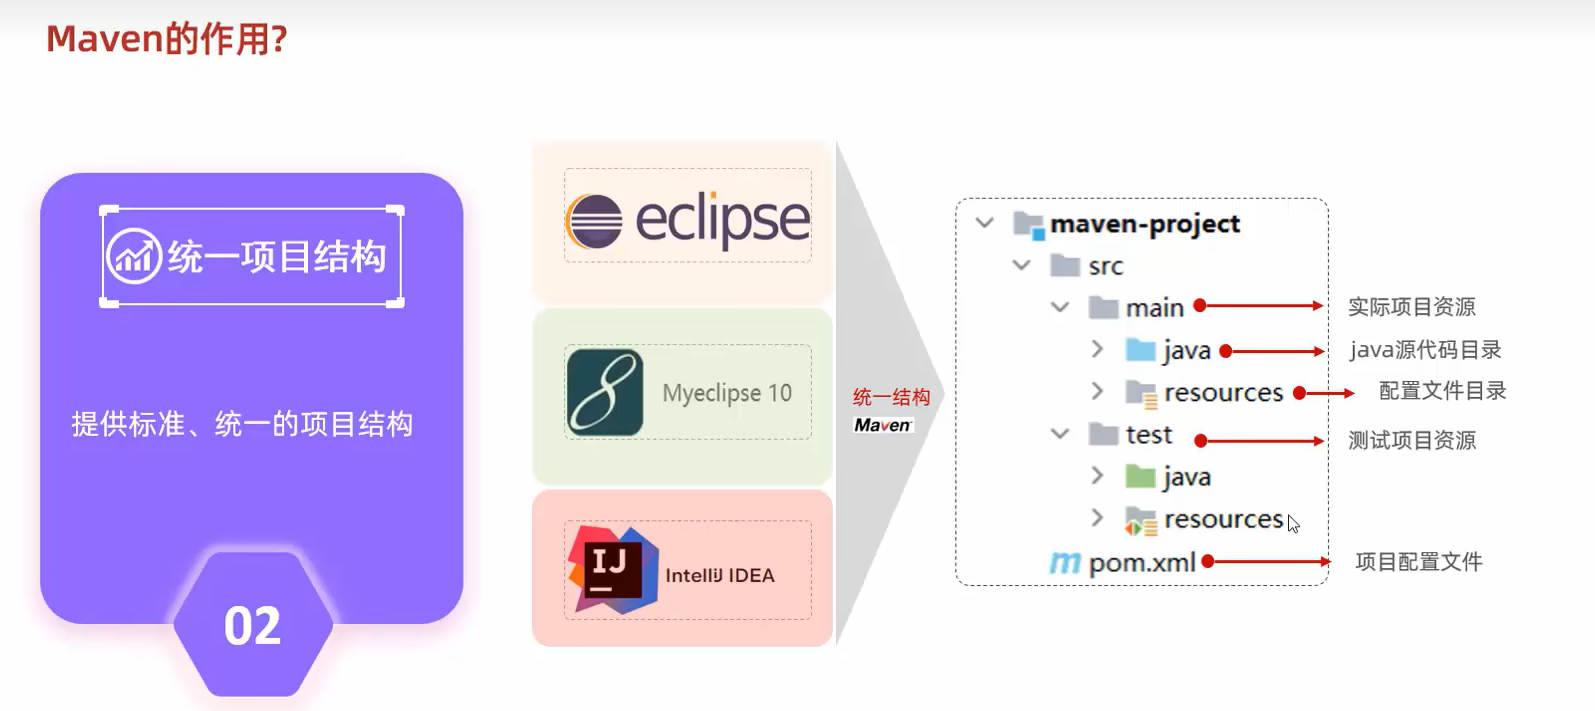 Maven的作用?
统一项目结构
提供标准、统一的项目结构
02
eclipse
Myeclipse 10
IJ
IntelliJ IDEA
统一结构
Maven
maven-project
src
main
实际项目资源
java
java源代码目录
resources
配置文件目录
test
测试项目资源
java
resources
m pom.xml
项目配置文件